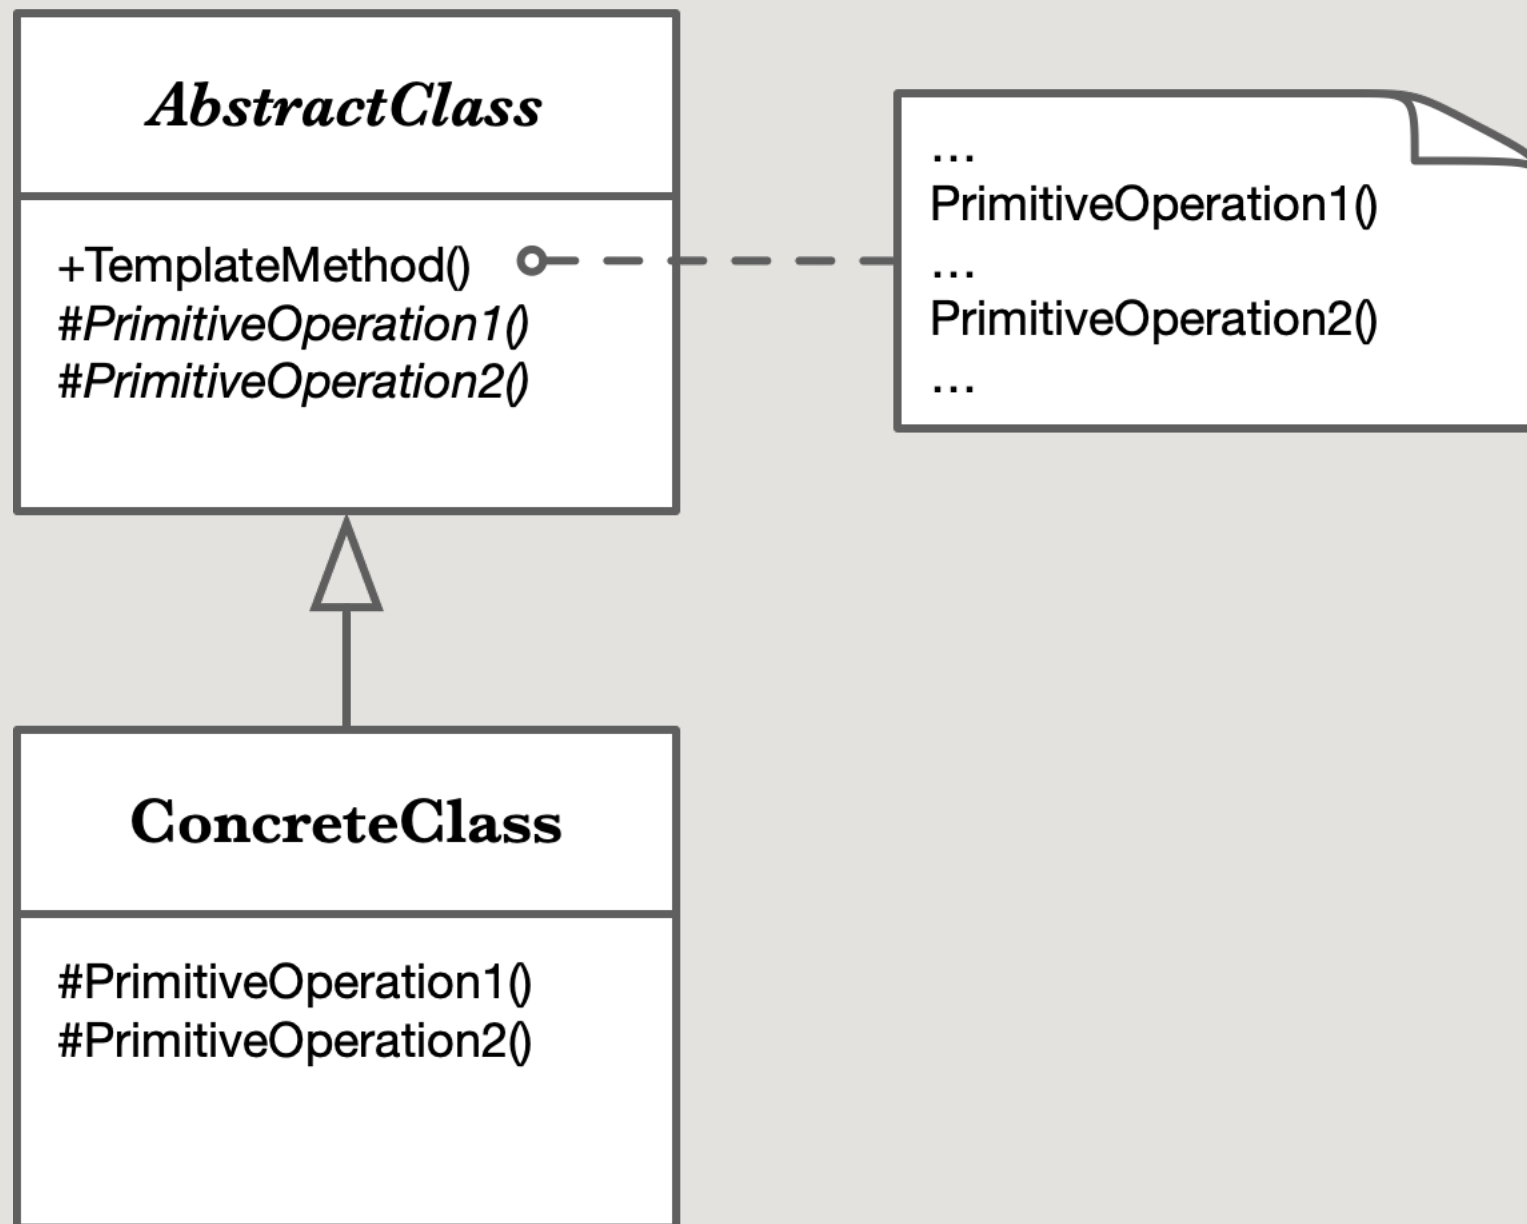 AbstractClass
+TemplateMethod()
#PrimitiveOperation1()
#PrimitiveOperation2()
...
PrimitiveOperation1()
...
PrimitiveOperation2()
...
ConcreteClass
#PrimitiveOperation1()
#PrimitiveOperation2()